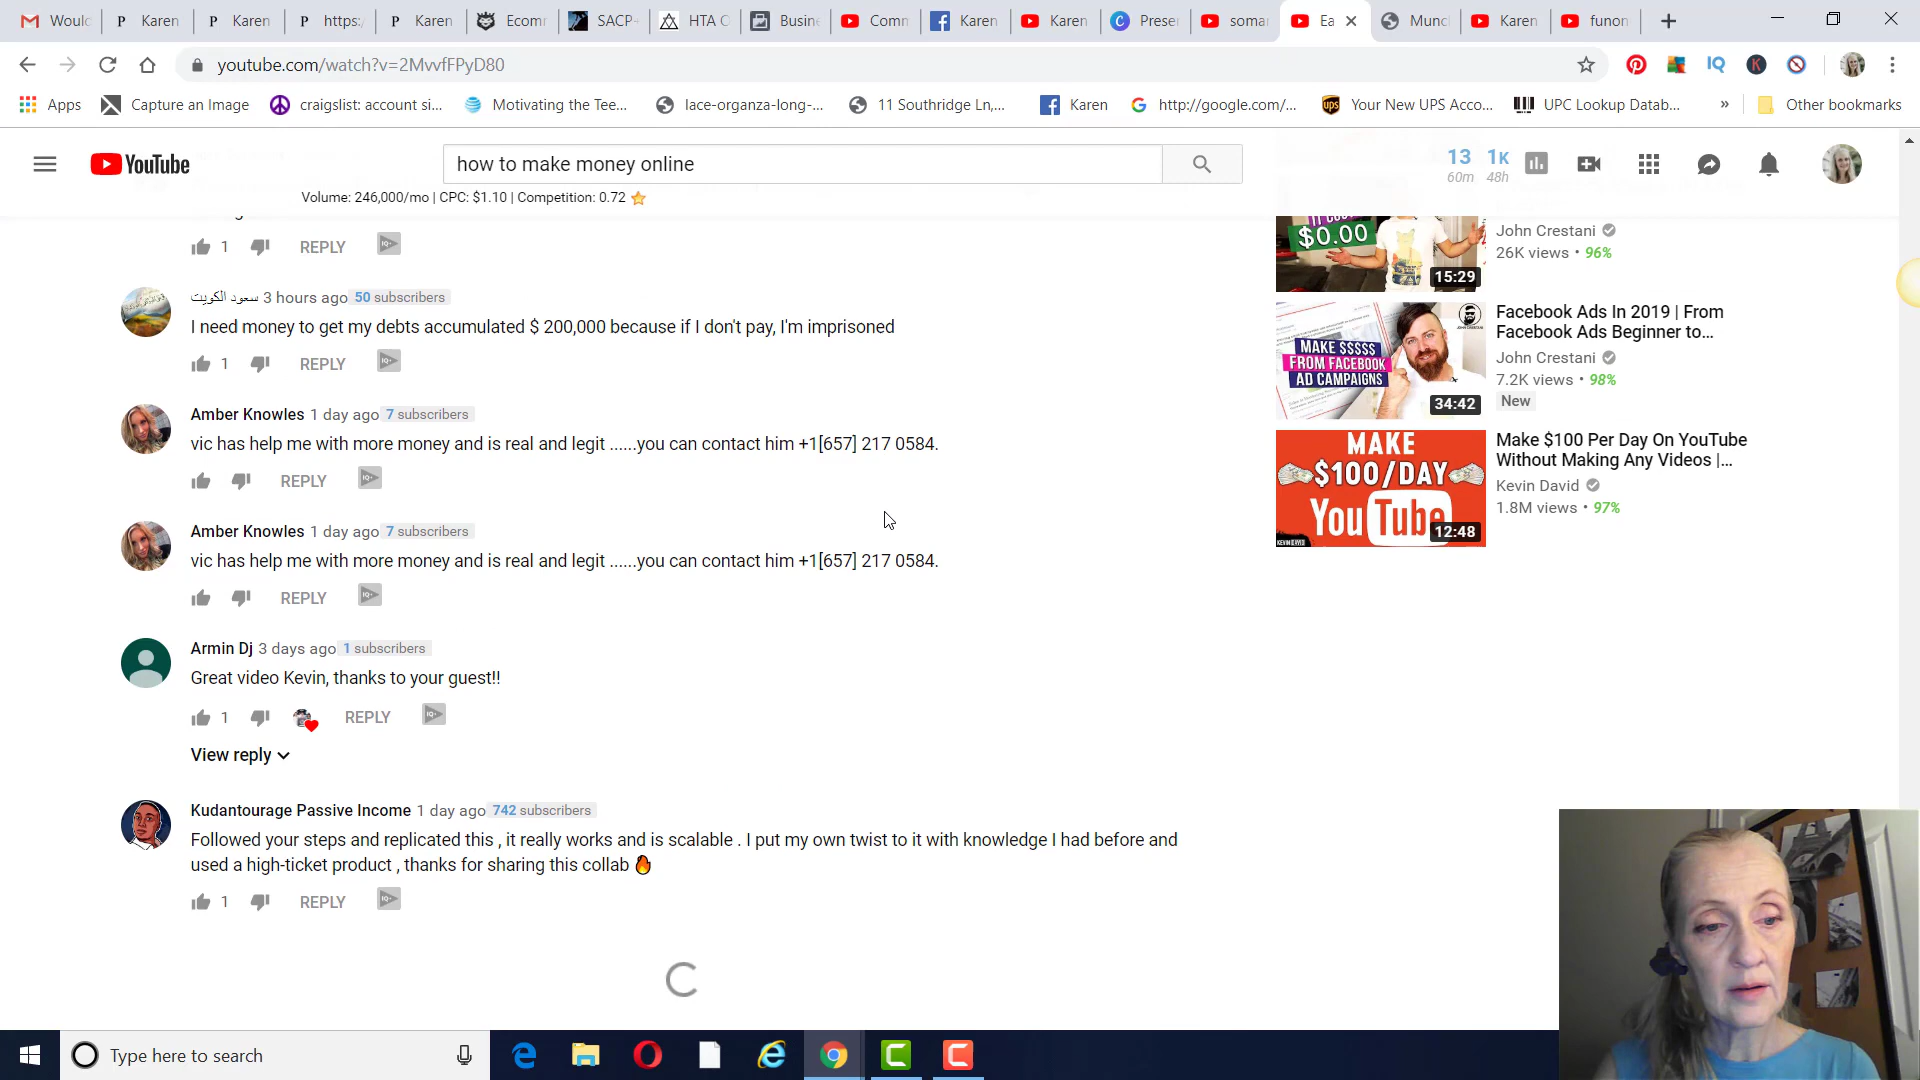 Would
P Karen
P Karen
P https:/
P Karen
Ecomm
SACP-
HTA C
Busine
Comm
Karen
Karen
Presen
somar
Ea
Munch
Karen
funon
youtube.com/watch?v=2MvvfFPyD80
Apps
Capture an Image
craigslist: account si...
Motivating the Tee...
lace-organza-long-...
11 Southridge Ln,...
Karen
http://google.com/...
Your New UPS Acco...
UPC Lookup Datab...
»
Other bookmarks
YouTube
how to make money online
Volume: 246,000/mo | CPC: $1.10 | Competition: 0.72
13 1K
60m 48h
1 REPLY
سعود الكويت 3 hours ago 50 subscribers
I need money to get my debts accumulated $ 200,000 because if I don't pay, I'm imprisoned
1 REPLY
Amber Knowles 1 day ago 7 subscribers
vic has help me with more money and is real and legit ......you can contact him +1[657] 217 0584.
REPLY
Amber Knowles 1 day ago 7 subscribers
vic has help me with more money and is real and legit ......you can contact him +1[657] 217 0584.
REPLY
Armin Dj 3 days ago 1 subscribers
Great video Kevin, thanks to your guest!!
1 REPLY
View reply
Kudantourage Passive Income 1 day ago 742 subscribers
Followed your steps and replicated this , it really works and is scalable . I put my own twist to it with knowledge I had before and
used a high-ticket product , thanks for sharing this collab 🔥
1 REPLY
$0.00
15:29
John Crestani
26K views • 96%
MAKE $$$$$
FROM FACEBOOK
AD CAMPAIGNS
34:42
Facebook Ads In 2019 | From
Facebook Ads Beginner to...
John Crestani
7.2K views • 98%
New
MAKE
$100/DAY
YouTube
12:48
Make $100 Per Day On YouTube
Without Making Any Videos |...
Kevin David
1.8M views • 97%
Type here to search